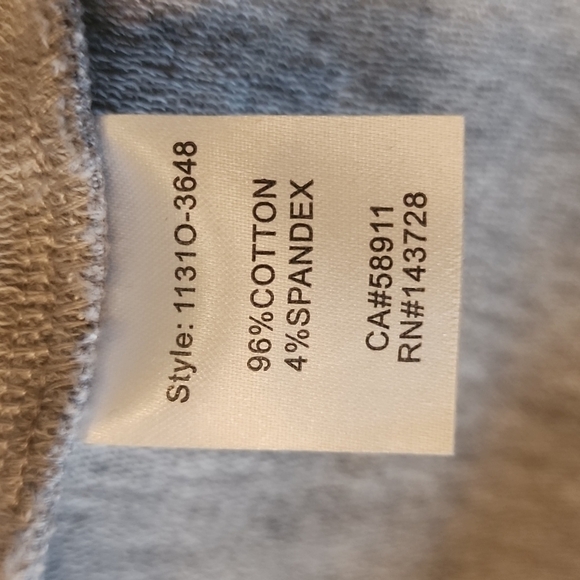 Style: 1131O-3648
96%COTTON
4%SPANDEX
CA#58911
RN#143728